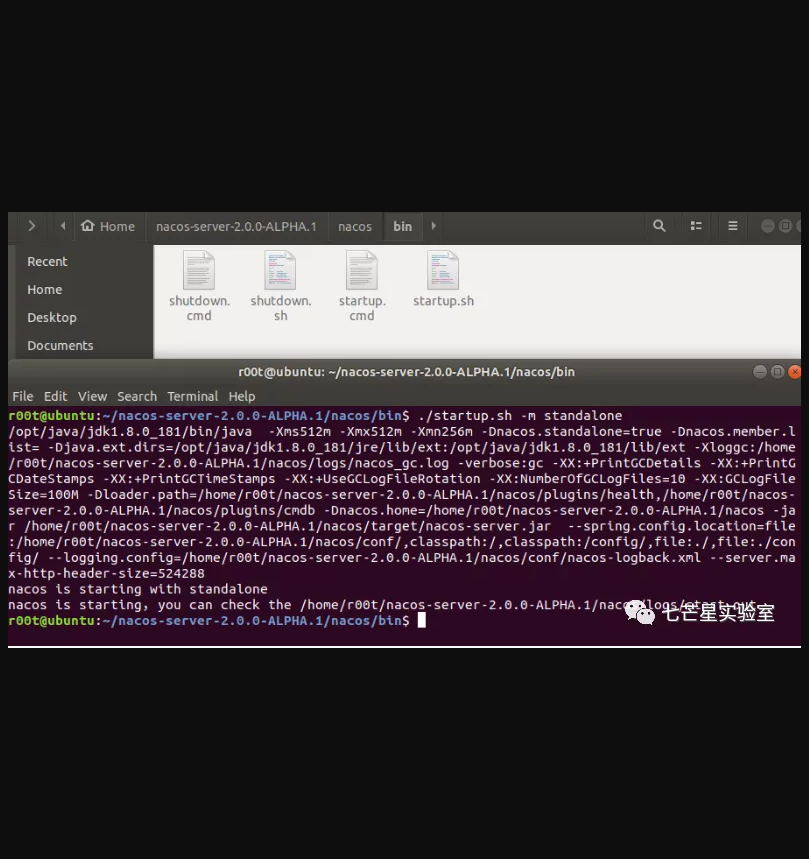 Home nacos-server-2.0.0-ALPHA.1 nacos bin
Recent
Home
Desktop
Documents
shutdown.
cmd
shutdown.
sh
startup.
cmd
startup.sh
r00t@ubuntu: ~/nacos-server-2.0.0-ALPHA.1/nacos/bin
File Edit View Search Terminal Help
r00t@ubuntu:~/nacos-server-2.0.0-ALPHA.1/nacos/bin$ ./startup.sh -m standalone
/opt/java/jdk1.8.0_181/bin/java  -Xms512m -Xmx512m -Xmn256m -Dnacos.standalone=true -Dnacos.member.l
ist= -Djava.ext.dirs=/opt/java/jdk1.8.0_181/jre/lib/ext:/opt/java/jdk1.8.0_181/lib/ext -Xloggc:/home
/r00t/nacos-server-2.0.0-ALPHA.1/nacos/logs/nacos_gc.log -verbose:gc -XX:+PrintGCDetails -XX:+PrintG
CDateStamps -XX:+PrintGCTimeStamps -XX:+UseGCLogFileRotation -XX:NumberOfGCLogFiles=10 -XX:GCLogFile
Size=100M -Dloader.path=/home/r00t/nacos-server-2.0.0-ALPHA.1/nacos/plugins/health,/home/r00t/nacos-
server-2.0.0-ALPHA.1/nacos/plugins/cmdb -Dnacos.home=/home/r00t/nacos-server-2.0.0-ALPHA.1/nacos -ja
r /home/r00t/nacos-server-2.0.0-ALPHA.1/nacos/target/nacos-server.jar  --spring.config.location=file
:/home/r00t/nacos-server-2.0.0-ALPHA.1/nacos/conf/,classpath:/,classpath:/config/,file:./,file:./con
fig/ --logging.config=/home/r00t/nacos-server-2.0.0-ALPHA.1/nacos/conf/nacos-logback.xml --server.ma
x-http-header-size=524288
nacos is starting with standalone
nacos is starting，you can check the /home/r00t/nacos-server-2.0.0-ALPHA.1/nacos/logs/start.out
r00t@ubuntu:~/nacos-server-2.0.0-ALPHA.1/nacos/bin$
七芒星实验室